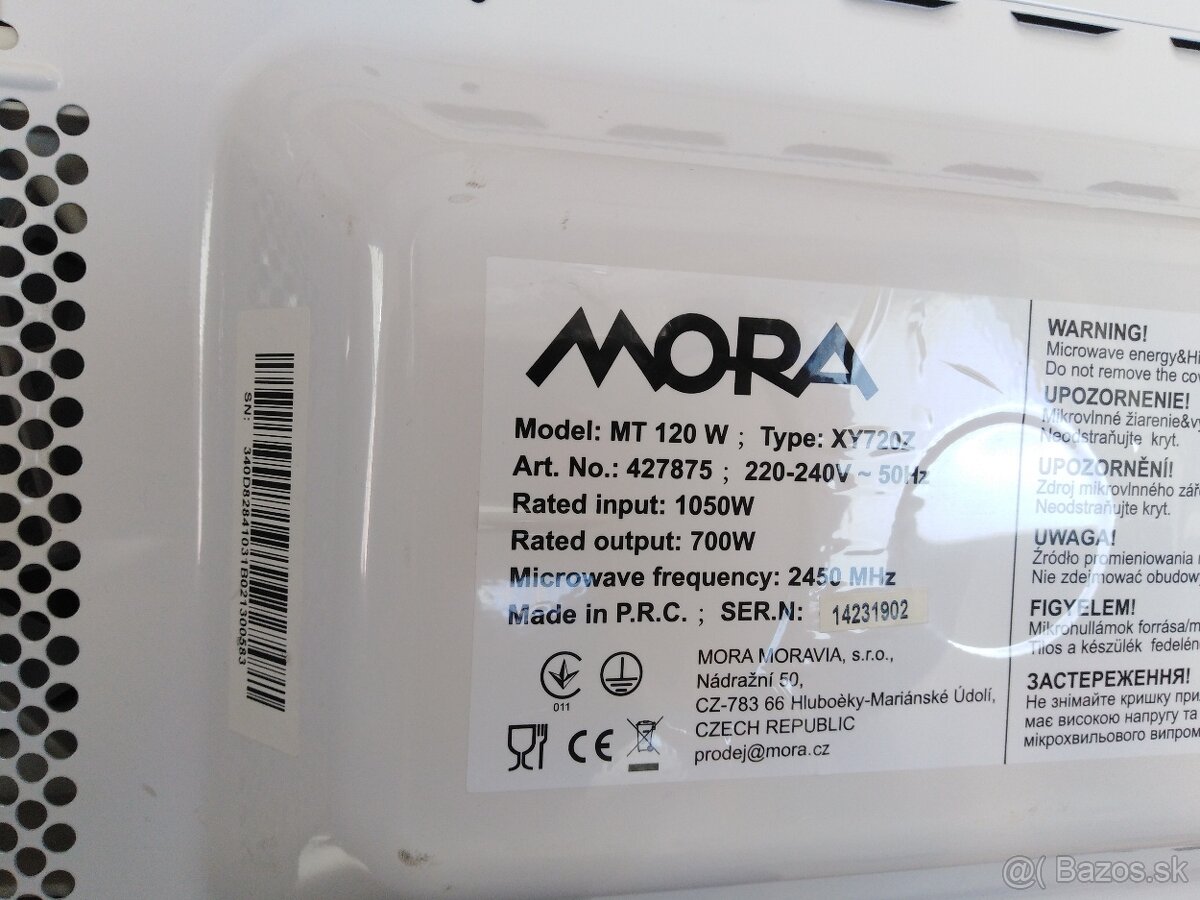 SN: 340D82841031B021300583
MORA
Model: MT 120 W ; Type: XY720Z
Art. No.: 427875 ; 220-240V ~ 50Hz
Rated input: 1050W
Rated output: 700W
Microwave frequency: 2450 MHz
Made in P.R.C. ; SER.N: 14231902
011
MORA MORAVIA, s.r.o.,
Nádražní 50,
CZ-783 66 Hluboèky-Mariánské Údolí,
CZECH REPUBLIC
prodej@mora.cz
CE
WARNING!
Microwave energy&Hi
Do not remove the cov
UPOZORNENIE!
Mikrovlnné žiarenie&v
Neodstraňujte kryt.
UPOZORNĚNÍ!
Zdroj mikrovlnného zář
Neodstraňujte kryt.
UWAGA!
Źródło promieniowania
Nie zdejmować obudow
FIGYELEM!
Mikronullámok forrása/m
Tilos a készülék fedelén
ЗАСТЕРЕЖЕННЯ!
Не знімайте кришку при
має високою напругу та
мікрохвильового випром
@( Bazos.sk